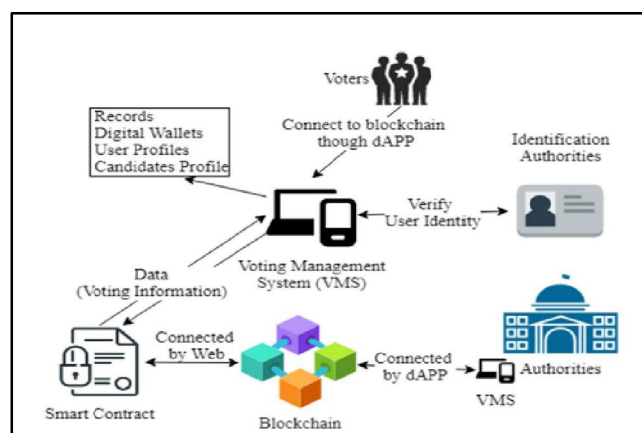 Voters
Connect to blockchain
though dAPP
Records
Digital Wallets
User Profiles
Candidates Profile
Identification
Authorities
Verify
User Identity
Voting Management
System (VMS)
Data
(Voting Information)
Connected
by Web
Connected
by dAPP
Authorities
VMS
Smart Contract
Blockchain